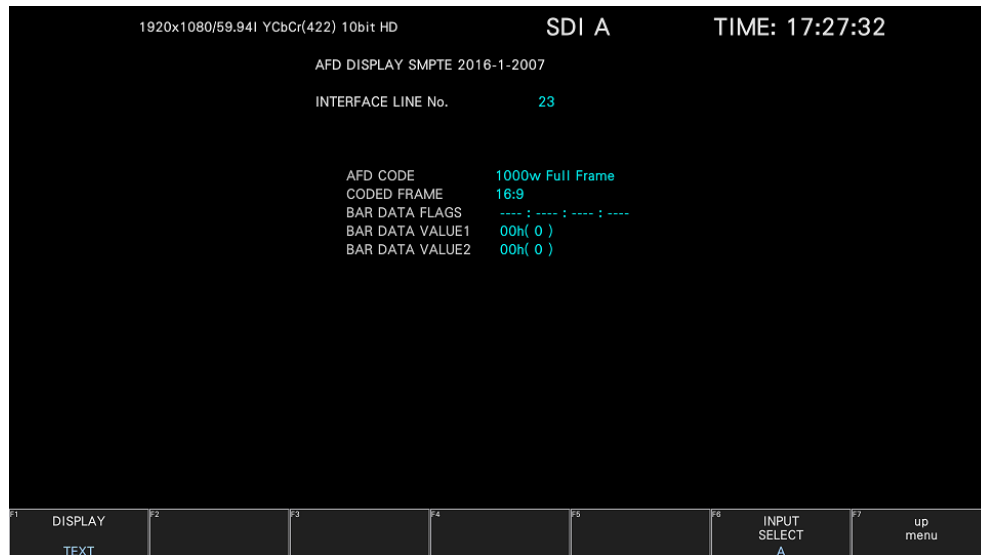 1920x1080/59.94I YCbCr(422) 10bit HD SDI A TIME: 17:27:32
AFD DISPLAY SMPTE 2016-1-2007
INTERFACE LINE No. 23
AFD CODE 1000w Full Frame
CODED FRAME 16:9
BAR DATA FLAGS ---- : ---- : ---- : ----
BAR DATA VALUE1 00h( 0 )
BAR DATA VALUE2 00h( 0 )
F1 DISPLAY TEXT
F2
F3
F4
F5
F6 INPUT SELECT A
F7 up menu